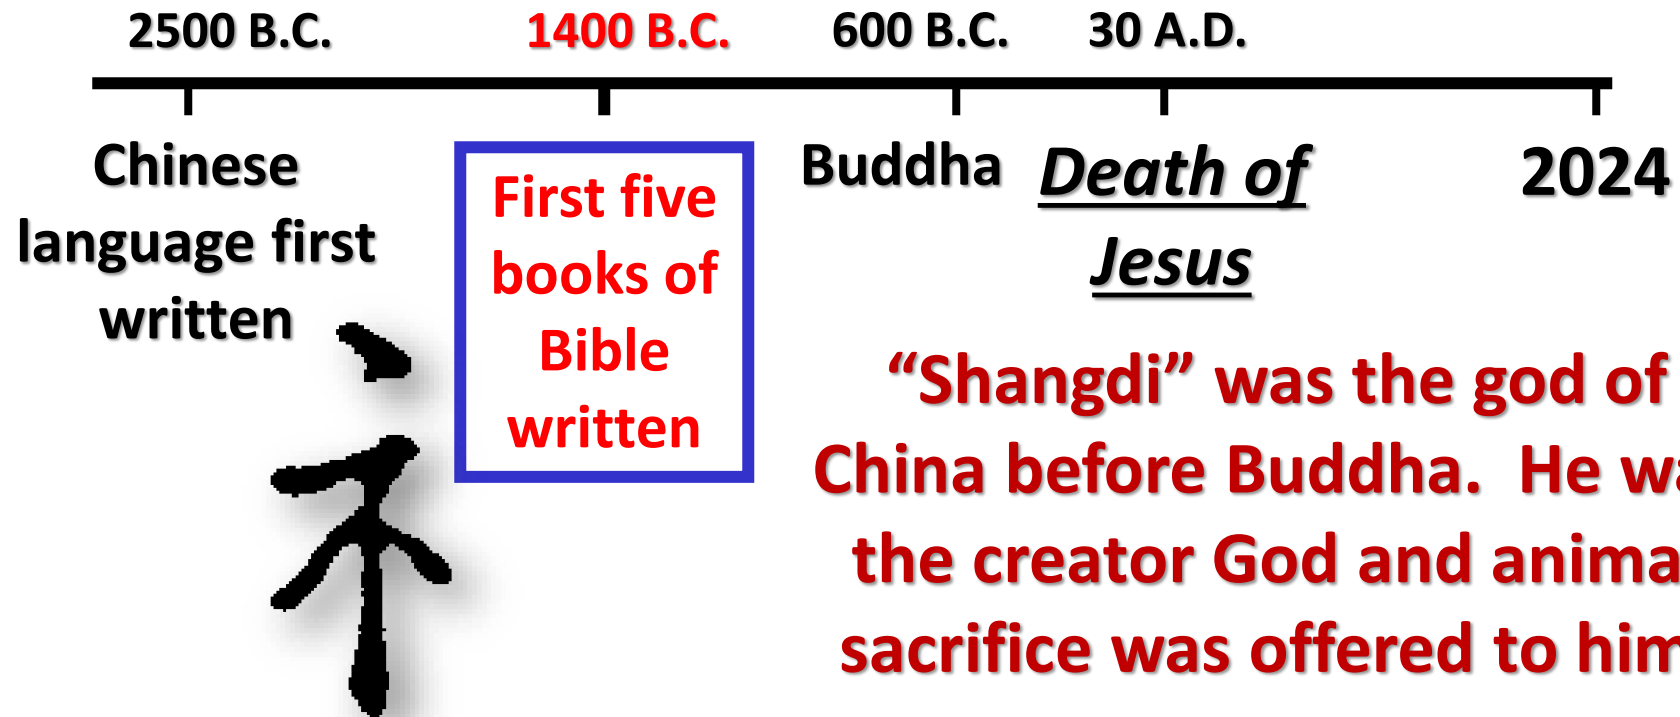 2500 B.C. 1400 B.C. 600 B.C. 30 A.D.
Chinese
language first
written
First five
books of
Bible
written
Buddha
Death of
Jesus
2024
礻
“Shangdi” was the god of
China before Buddha. He wa
the creator God and anima
sacrifice was offered to him